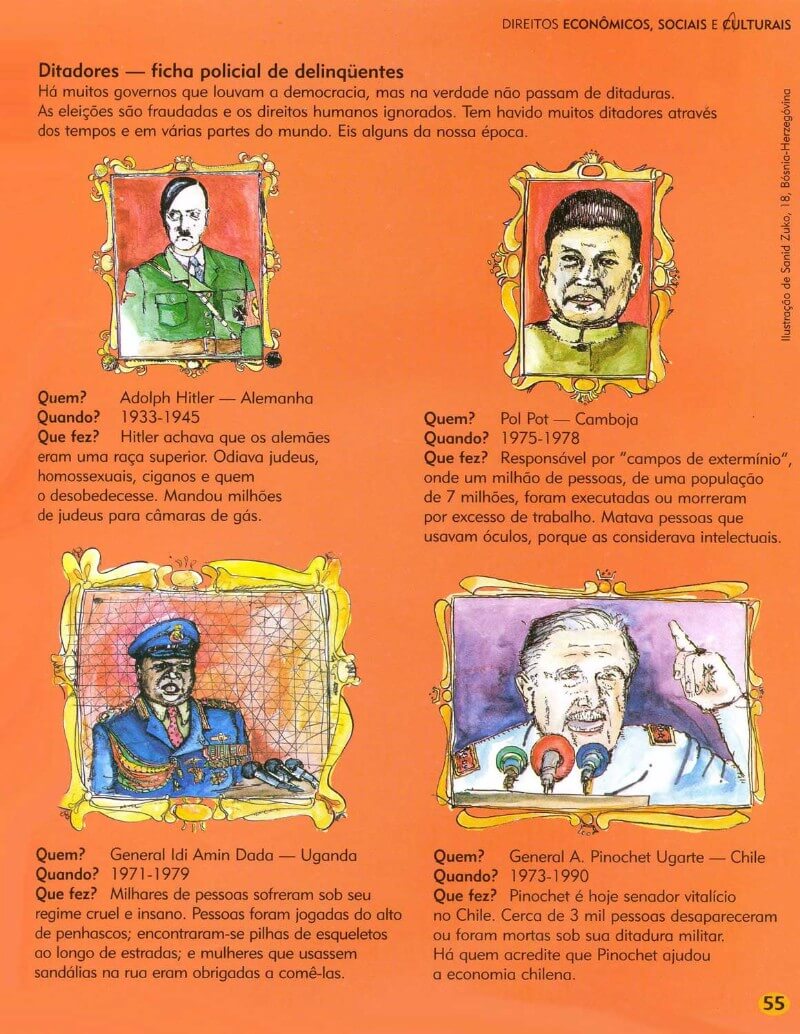 DIREITOS ECONÔMICOS, SOCIAIS E CULTURAIS
Ditadores — ficha policial de delinqüentes
Há muitos governos que louvam a democracia, mas na verdade não passam de ditaduras.
As eleições são fraudadas e os direitos humanos ignorados. Tem havido muitos ditadores através
dos tempos e em várias partes do mundo. Eis alguns da nossa época.
Ilustração de Sanid Zuko, 18, Bósnia-Herzegóvina
Quem? Adolph Hitler — Alemanha
Quando? 1933-1945
Que fez? Hitler achava que os alemães
eram uma raça superior. Odiava judeus,
homossexuais, ciganos e quem
o desobedecesse. Mandou milhões
de judeus para câmaras de gás.
Quem? Pol Pot — Camboja
Quando? 1975-1978
Que fez? Responsável por “campos de extermínio”,
onde um milhão de pessoas, de uma população
de 7 milhões, foram executadas ou morreram
por excesso de trabalho. Matava pessoas que
usavam óculos, porque as considerava intelectuais.
Quem? General Idi Amin Dada — Uganda
Quando? 1971-1979
Que fez? Milhares de pessoas sofreram sob seu
regime cruel e insano. Pessoas foram jogadas do alto
de penhascos; encontraram-se pilhas de esqueletos
ao longo de estradas; e mulheres que usassem
sandálias na rua eram obrigadas a comê-las.
Quem? General A. Pinochet Ugarte — Chile
Quando? 1973-1990
Que fez? Pinochet é hoje senador vitalício
no Chile. Cerca de 3 mil pessoas desapareceram
ou foram mortas sob sua ditadura militar.
Há quem acredite que Pinochet ajudou
a economia chilena.
55